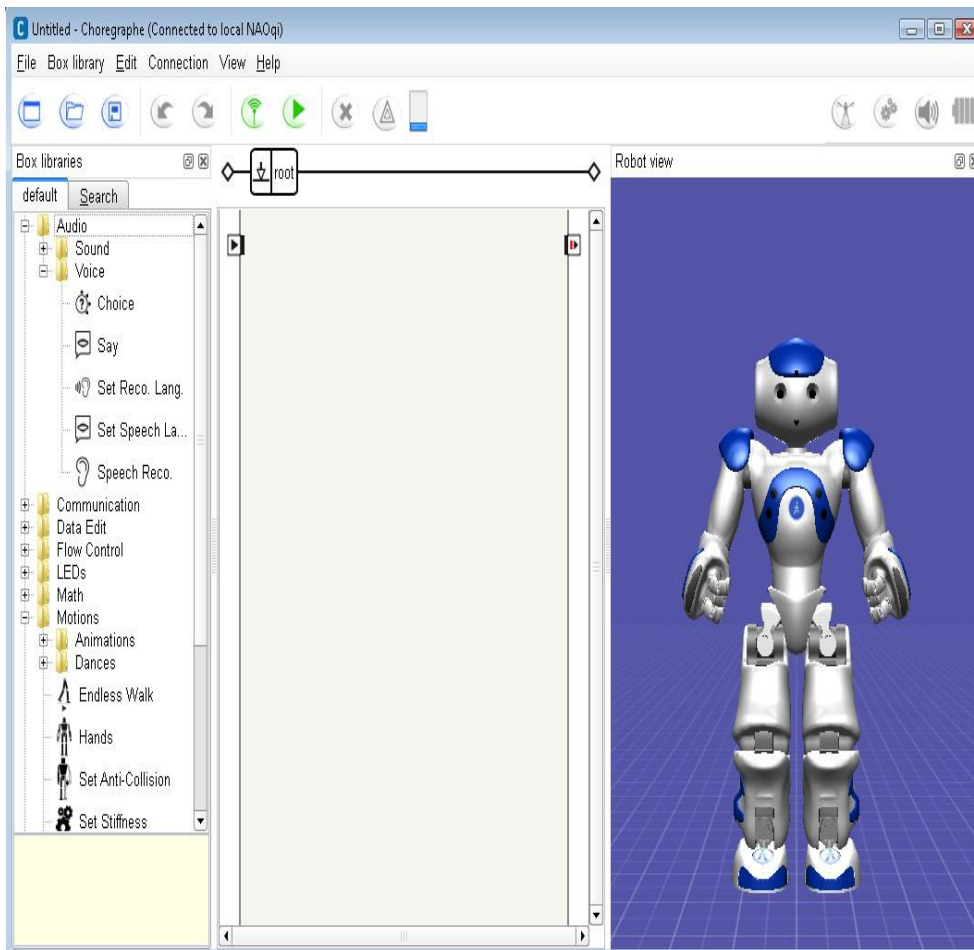 Untitled - Choregraphe (Connected to local NAOqi)
File Box library Edit Connection View Help
Box libraries
default Search
Audio
Sound
Voice
Choice
Say
Set Reco. Lang.
Set Speech La...
Speech Reco.
Communication
Data Edit
Flow Control
LEDs
Math
Motions
Animations
Dances
Endless Walk
Hands
Set Anti-Collision
Set Stiffness
root
Robot view